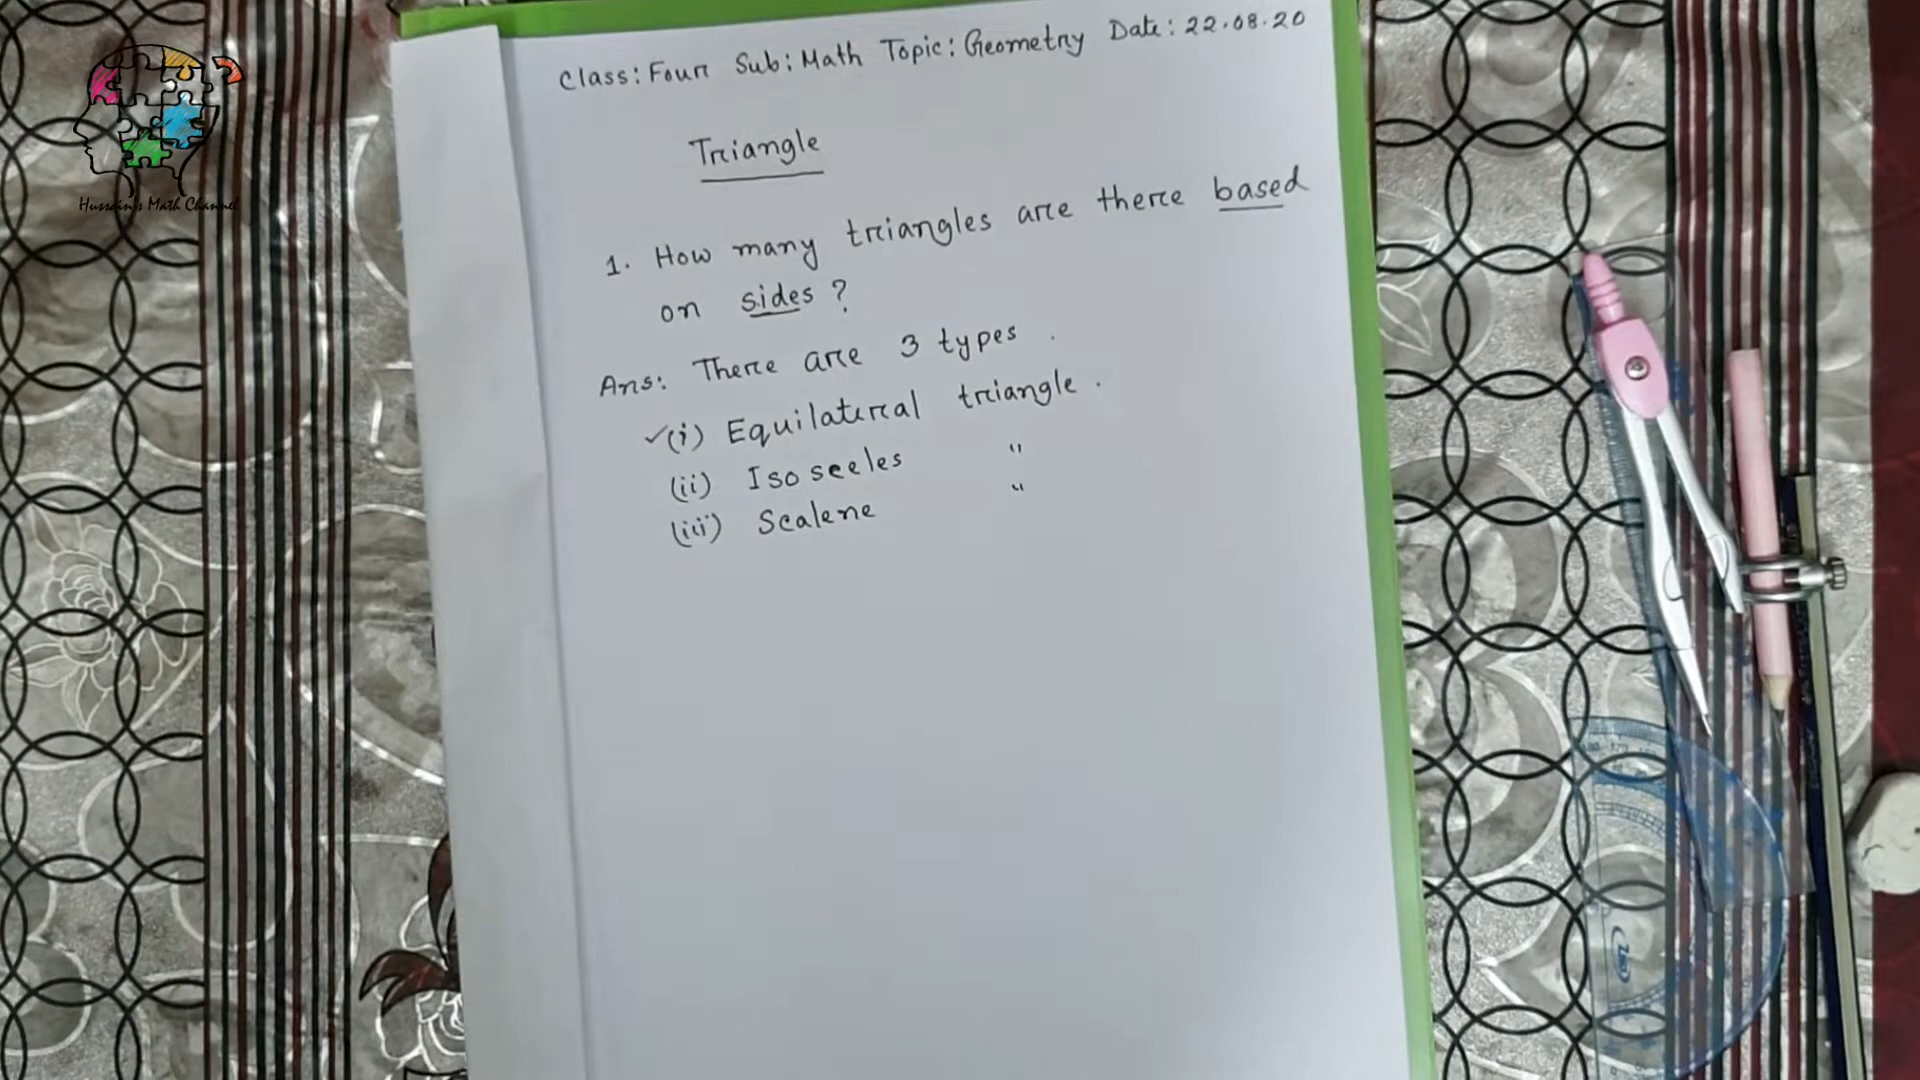 Hussain's Math Channel
Class: Four Sub: Math Topic: Geometry Date: 22.08.20
Triangle
1. How many triangles are there based
on sides?
Ans: There are 3 types.
(i) Equilateral triangle.
(ii) Isosceles "
(iii) Scalene "